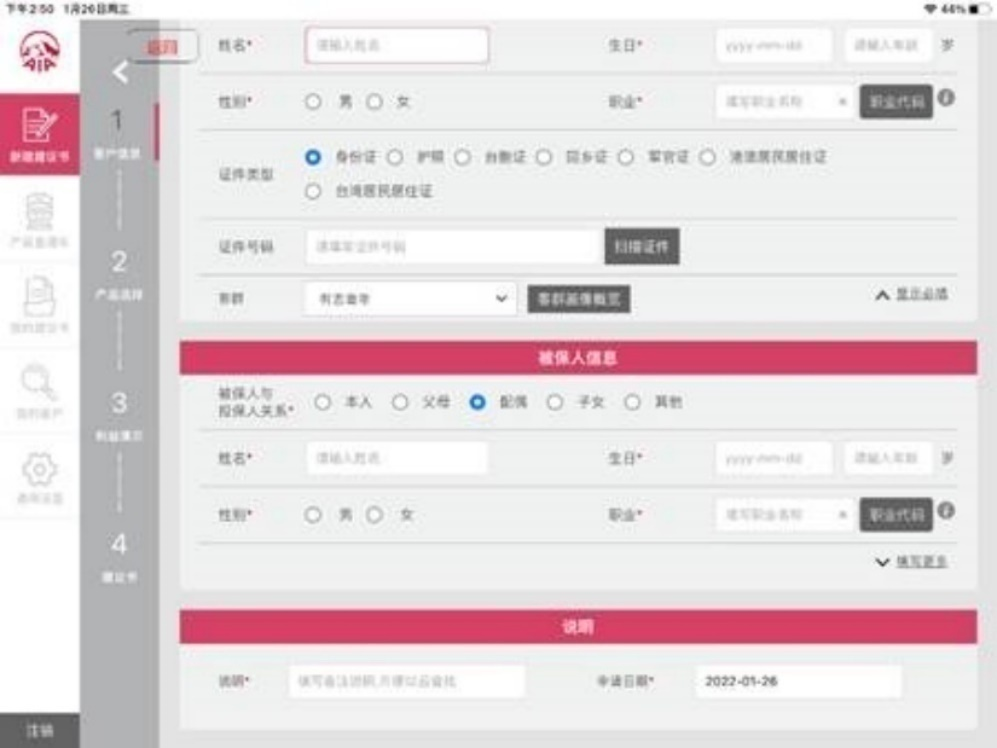 下午2:50 1月26日周三
44%
AIA
返回
姓名*
请输入姓名
生日*
yyyy-mm-dd
请输入年龄
岁
新建建议书
1
客户信息
性别*
男
女
职业*
填写职业名称
职业代码
证件类型
身份证
护照
台胞证
回乡证
军官证
港澳居民居住证
台湾居民居住证
2
产品选择
证件号码
请填写证件号码
扫描证件
我的建议书
客群
有志青年
客群画像概览
显示必填
被保人信息
3
利益演示
被保人与
投保人关系*
本人
父母
配偶
子女
其他
我的客户
姓名*
请输入姓名
生日*
yyyy-mm-dd
请输入年龄
岁
性别*
男
女
职业*
填写职业名称
职业代码
4
建议书
填写更多
说明
说明*
填写备注说明,方便以后查找
申请日期*
2022-01-26
注销